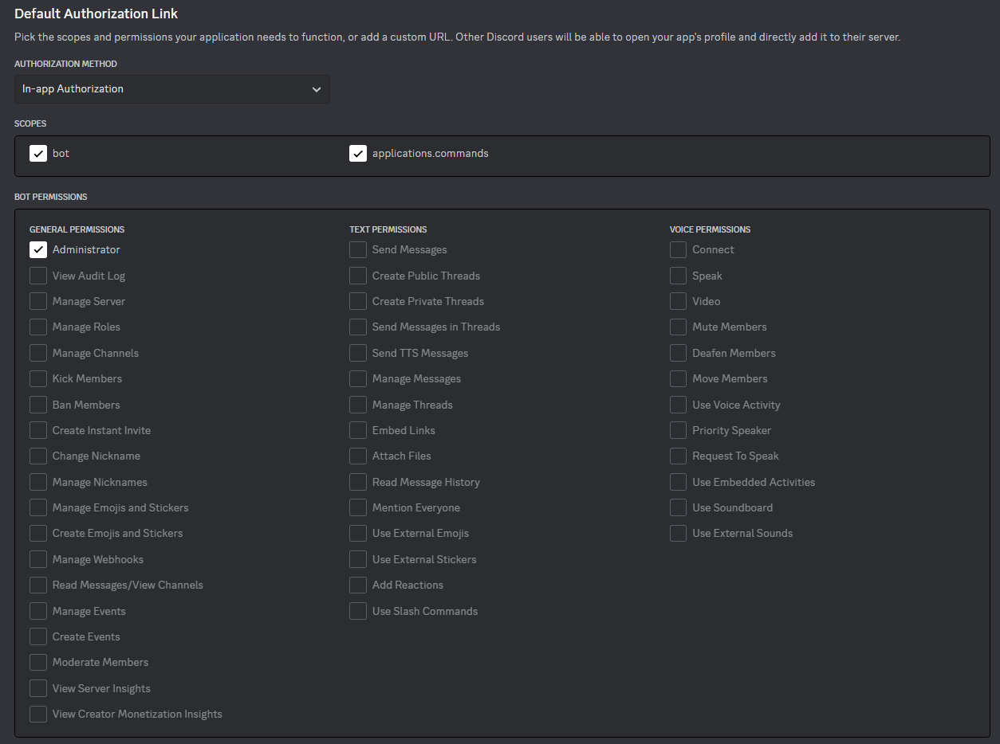 Default Authorization Link
Pick the scopes and permissions your application needs to function, or add a custom URL. Other Discord users will be able to open your app's profile and directly add it to their server.
AUTHORIZATION METHOD
In-app Authorization
SCOPES
bot
applications.commands
BOT PERMISSIONS
GENERAL PERMISSIONS
Administrator
View Audit Log
Manage Server
Manage Roles
Manage Channels
Kick Members
Ban Members
Create Instant Invite
Change Nickname
Manage Nicknames
Manage Emojis and Stickers
Create Emojis and Stickers
Manage Webhooks
Read Messages/View Channels
Manage Events
Create Events
Moderate Members
View Server Insights
View Creator Monetization Insights
TEXT PERMISSIONS
Send Messages
Create Public Threads
Create Private Threads
Send Messages in Threads
Send TTS Messages
Manage Messages
Manage Threads
Embed Links
Attach Files
Read Message History
Mention Everyone
Use External Emojis
Use External Stickers
Add Reactions
Use Slash Commands
VOICE PERMISSIONS
Connect
Speak
Video
Mute Members
Deafen Members
Move Members
Use Voice Activity
Priority Speaker
Request To Speak
Use Embedded Activities
Use Soundboard
Use External Sounds